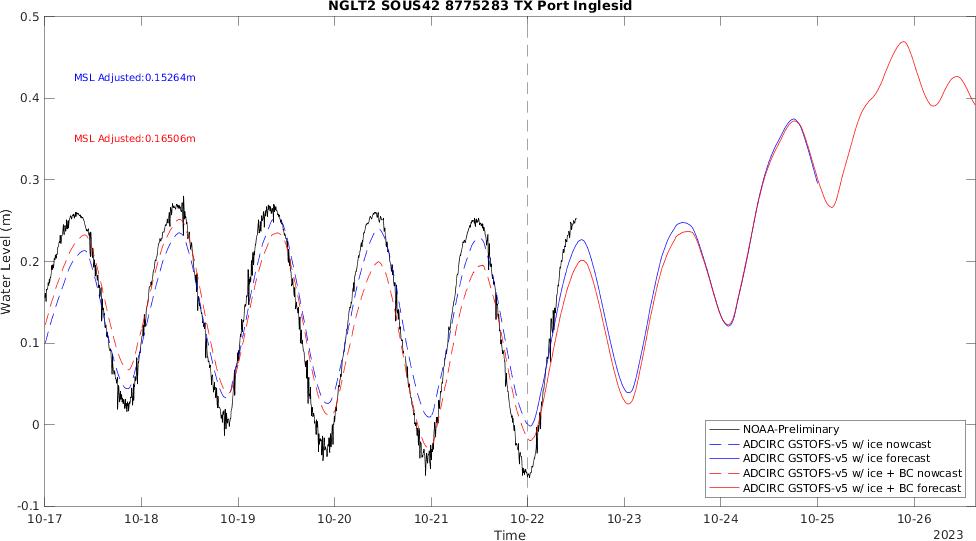 NGLT2 SOUS42 8775283 TX Port Inglesid
0.5
MSL Adjusted:0.15264m
0.4
MSL Adjusted:0.16506m
0.3
Water Level (m)
0.2
0.1
0
-0.1
NOAA-Preliminary
ADCIRC GSTOFS-v5 w/ ice nowcast
ADCIRC GSTOFS-v5 w/ ice forecast
ADCIRC GSTOFS-v5 w/ ice + BC nowcast
ADCIRC GSTOFS-v5 w/ ice + BC forecast
10-17 10-18 10-19 10-20 10-21 10-22 10-23 10-24 10-25 10-26
Time
2023